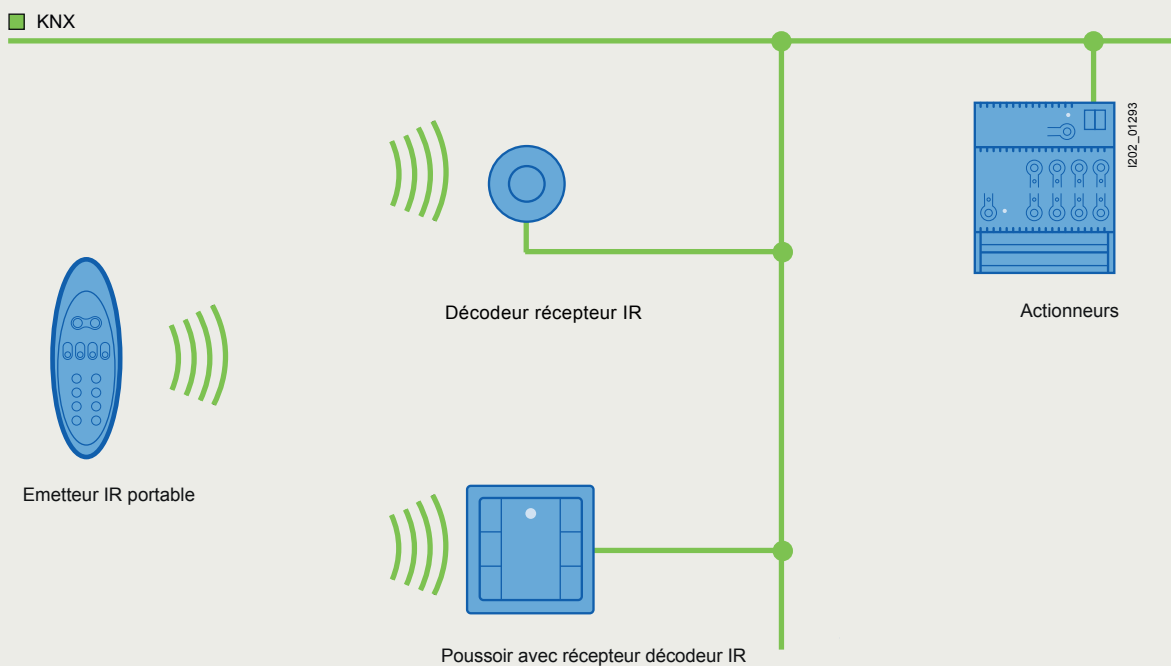 KNX
I202_01293
Décodeur récepteur IR
Actionneurs
Emetteur IR portable
Poussoir avec récepteur décodeur IR